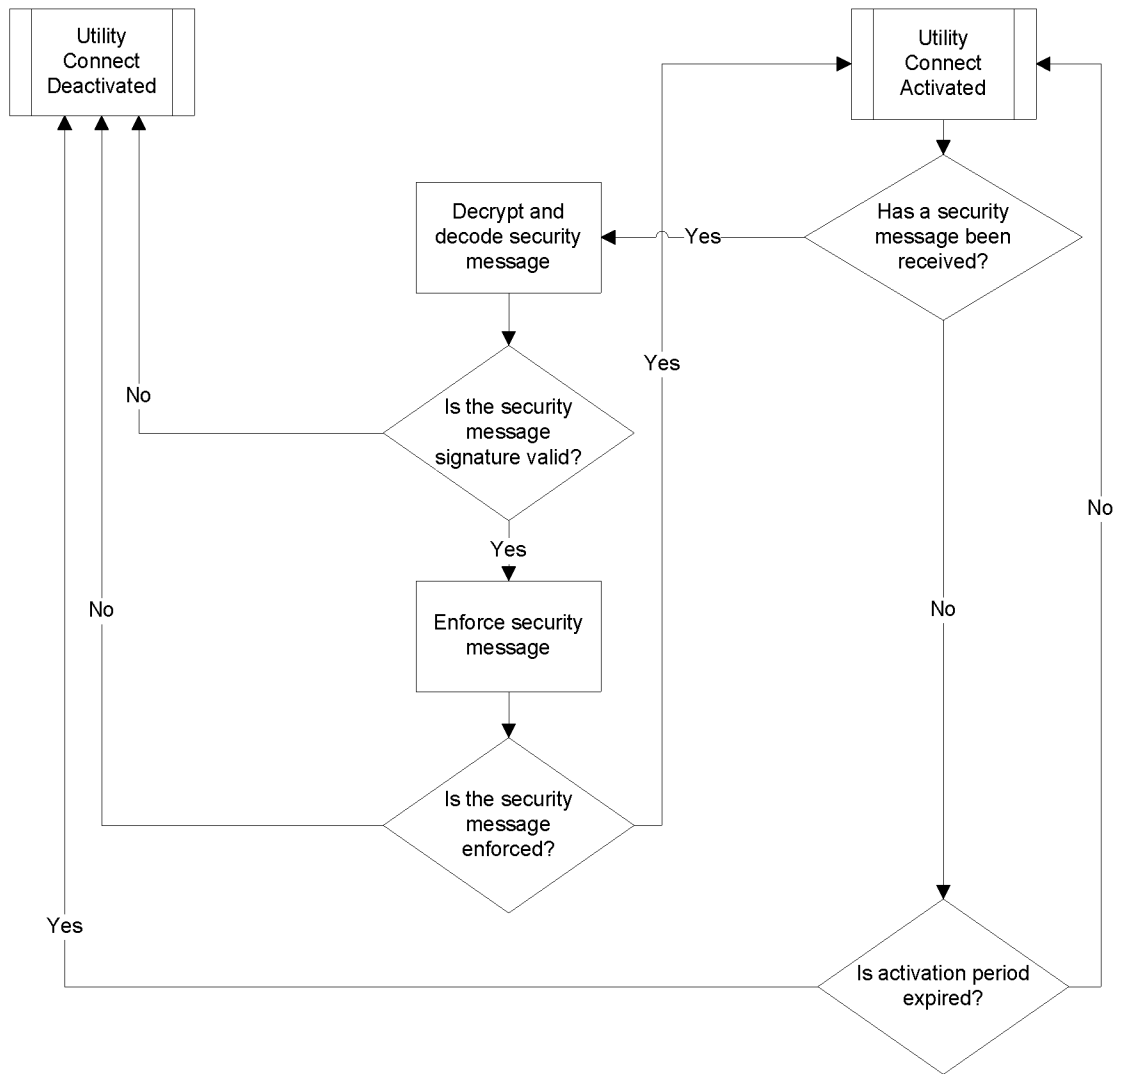 Utility
Connect
Deactivated
Utility
Connect
Activated
Decrypt and
decode security
message
Yes
Has a security
message been
received?
Yes
No
Is the security
message
signature valid?
No
Yes
No
No
Enforce security
message
Is the security
message
enforced?
Yes
Is activation period
expired?